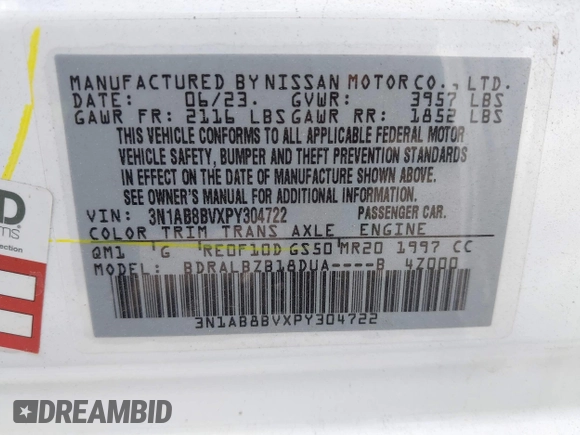 MANUFACTURED BY NISSAN MOTOR CO., LTD.
DATE: 06/23. GVWR: 3957 LBS
GAWR FR: 2116 LBS GAWR RR: 1852 LBS
THIS VEHICLE CONFORMS TO ALL APPLICABLE FEDERAL MOTOR
VEHICLE SAFETY, BUMPER AND THEFT PREVENTION STANDARDS
IN EFFECT ON THE DATE OF MANUFACTURE SHOWN ABOVE.
SEE OWNER'S MANUAL FOR ADDITIONAL INFORMATION.
VIN: 3N1AB8BVXPY304722 PASSENGER CAR.
COLOR TRIM TRANS AXLE ENGINE
QM1 'G RE0F10D GS50 MR20 1997 CC
MODEL: BDRALBZB18DUA----B 4Z000
3N1AB8BVXPY304722
D
ms
ction
DREAMBID